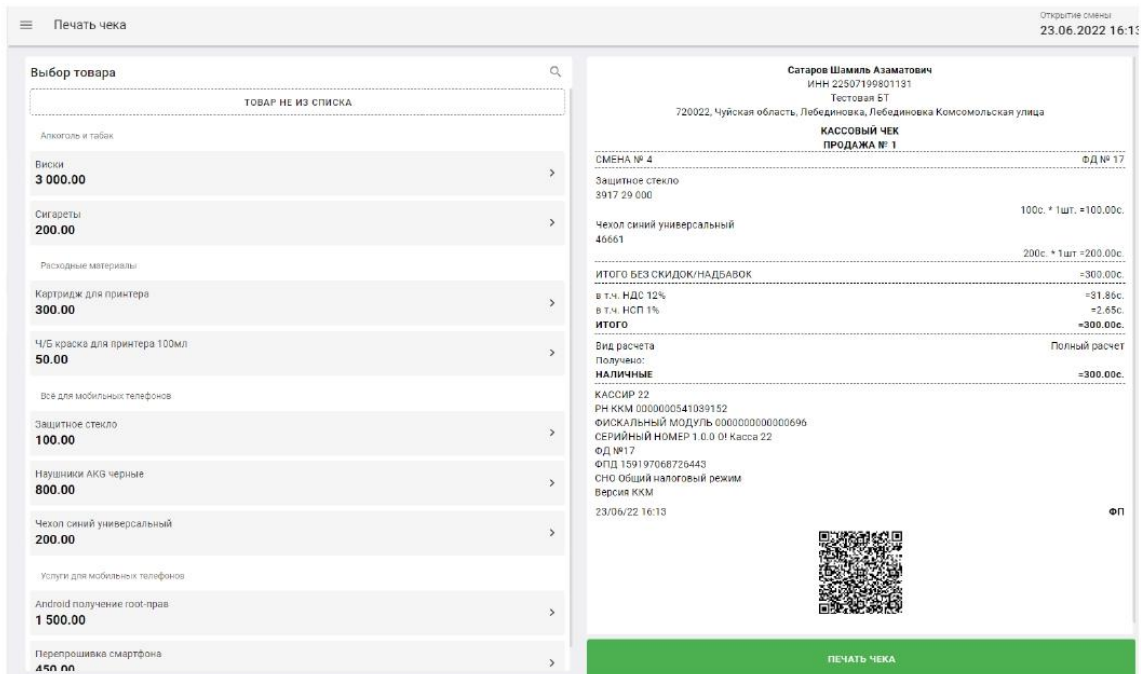 Печать чека
Открытие смены
23.06.2022 16:13
Выбор товара
ТОВАР НЕ ИЗ СПИСКА
Алкоголь и табак
Виски
3 000.00
Сигареты
200.00
Расходные материалы
Картридж для принтера
300.00
Ч/Б краска для принтера 100мл
50.00
Всё для мобильных телефонов
Защитное стекло
100.00
Наушники AKG черные
800.00
Чехол синий универсальный
200.00
Услуги для мобильных телефонов
Android получение root-прав
1 500.00
Перепрошивка смартфона
450.00
Сатаров Шамиль Азаматович
ИНН 22507199801131
Тестовая БТ
720022, Чуйская область, Лебединовка, Лебединовка Комсомольская улица
КАССОВЫЙ ЧЕК
ПРОДАЖА № 1
СМЕНА № 4 ФД № 17
Защитное стекло
3917 29 000
100с. * 1шт. =100.00с.
Чехол синий универсальный
46661
200с. * 1шт =200.00с.
ИТОГО БЕЗ СКИДОК/НАДБАВОК =300.00с.
в т.ч. НДС 12% =31.86с.
в т.ч. НСП 1% =2.65с.
ИТОГО =300.00с.
Вид расчета Полный расчет
Получено:
НАЛИЧНЫЕ =300.00с.
КАССИР 22
РН ККМ 0000000541039152
ФИСКАЛЬНЫЙ МОДУЛЬ 0000000000000696
СЕРИЙНЫЙ НОМЕР 1.0.0 О! Касса 22
ФД №17
ФПД 159197068726443
СНО Общий налоговый режим
Версия ККМ
23/06/22 16:13 ФП
ПЕЧАТЬ ЧЕКА